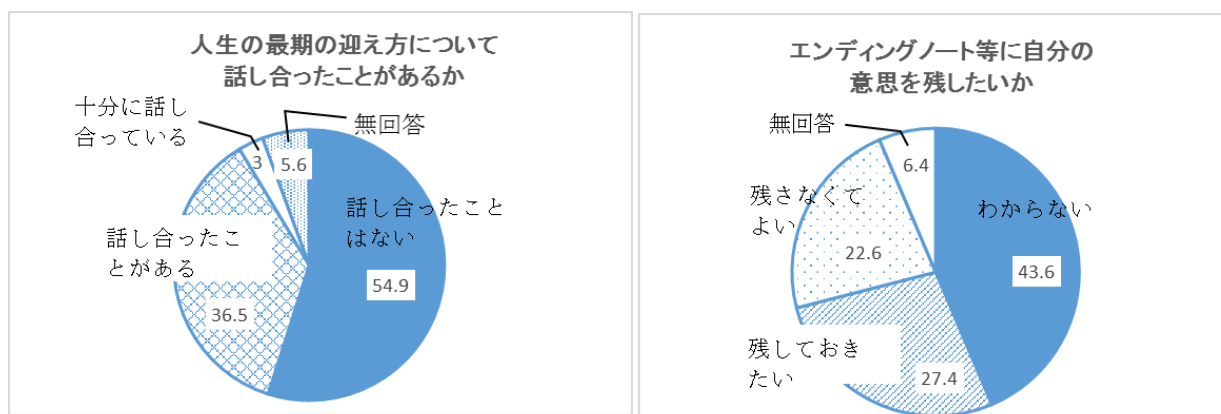 人生の最期の迎え方について
話し合ったことがあるか
十分に話し
合っている
無回答
3
5.6
話し合ったこと
はない
54.9
話し合ったこ
とがある
36.5
エンディングノート等に自分の
意思を残したいか
無回答
6.4
残さなくて
よい
22.6
わからない
43.6
残しておき
たい
27.4